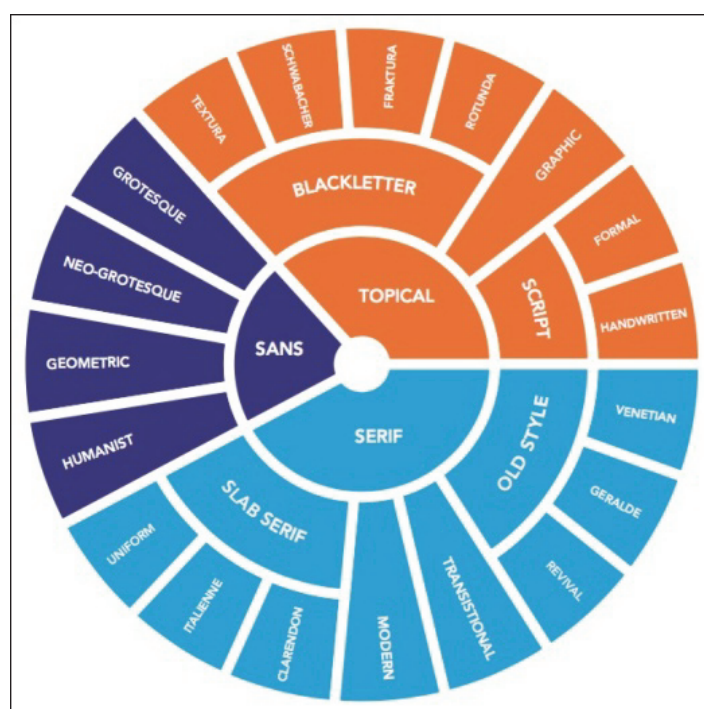 TEXTURA
SCHWABACHER
FRAKTURA
ROTUNDA
GRAPHIC
FORMAL
HANDWRITTEN
BLACKLETTER
SCRIPT
TOPICAL
GROTESQUE
NEO-GROTESQUE
GEOMETRIC
HUMANIST
SANS
SERIF
OLD STYLE
VENETIAN
GERALDE
REVIVAL
TRANSISTIONAL
MODERN
SLAB SERIF
CLARENDON
ITALIENNE
UNIFORM